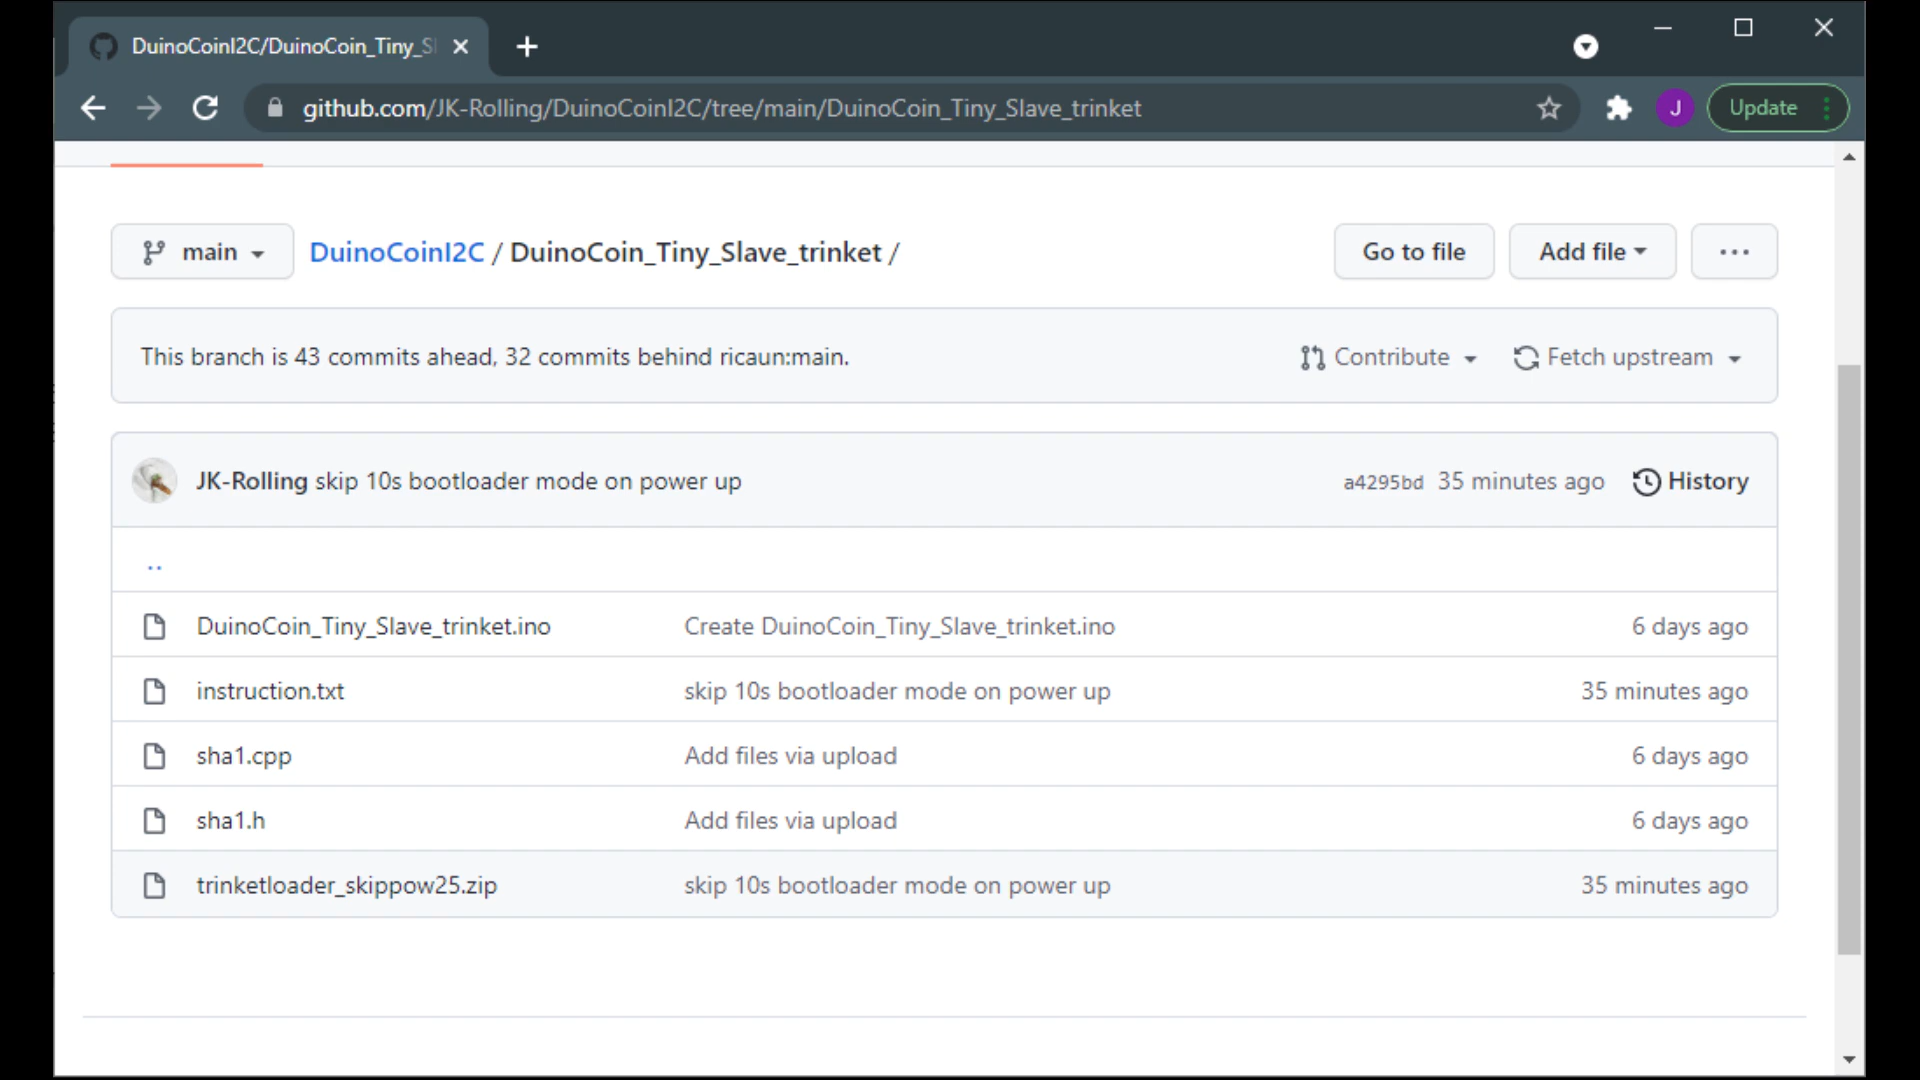 DuinoCoinI2C/DuinoCoin_Tiny_Sl
github.com/JK-Rolling/DuinoCoinI2C/tree/main/DuinoCoin_Tiny_Slave_trinket
J
Update
main
DuinoCoinI2C / DuinoCoin_Tiny_Slave_trinket /
Go to file
Add file
...
This branch is 43 commits ahead, 32 commits behind ricaun:main.
Contribute
Fetch upstream
JK-Rolling skip 10s bootloader mode on power up
a4295bd 35 minutes ago
History
..
DuinoCoin_Tiny_Slave_trinket.ino Create DuinoCoin_Tiny_Slave_trinket.ino 6 days ago
instruction.txt skip 10s bootloader mode on power up 35 minutes ago
sha1.cpp Add files via upload 6 days ago
sha1.h Add files via upload 6 days ago
trinketloader_skippow25.zip skip 10s bootloader mode on power up 35 minutes ago